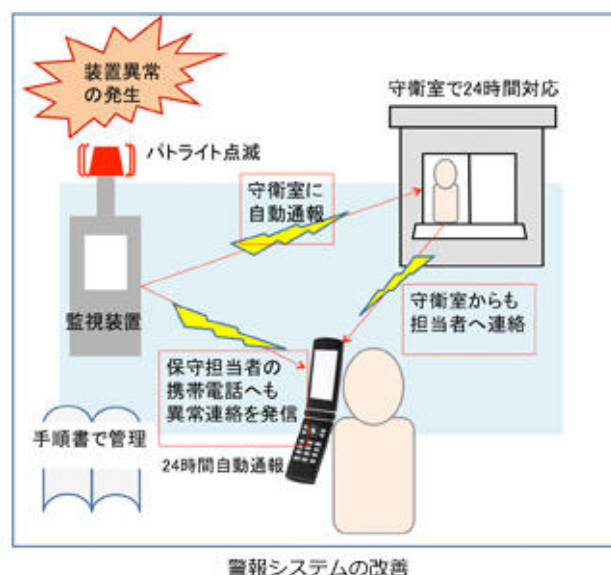 装置異常
の発生
パトライト点滅
守衛室で24時間対応
守衛室に
自動通報
監視装置
守衛室からも
担当者へ連絡
保守担当者の
携帯電話へも
異常連絡を発信
手順書で管理
24時間自動通報
警報システムの改善